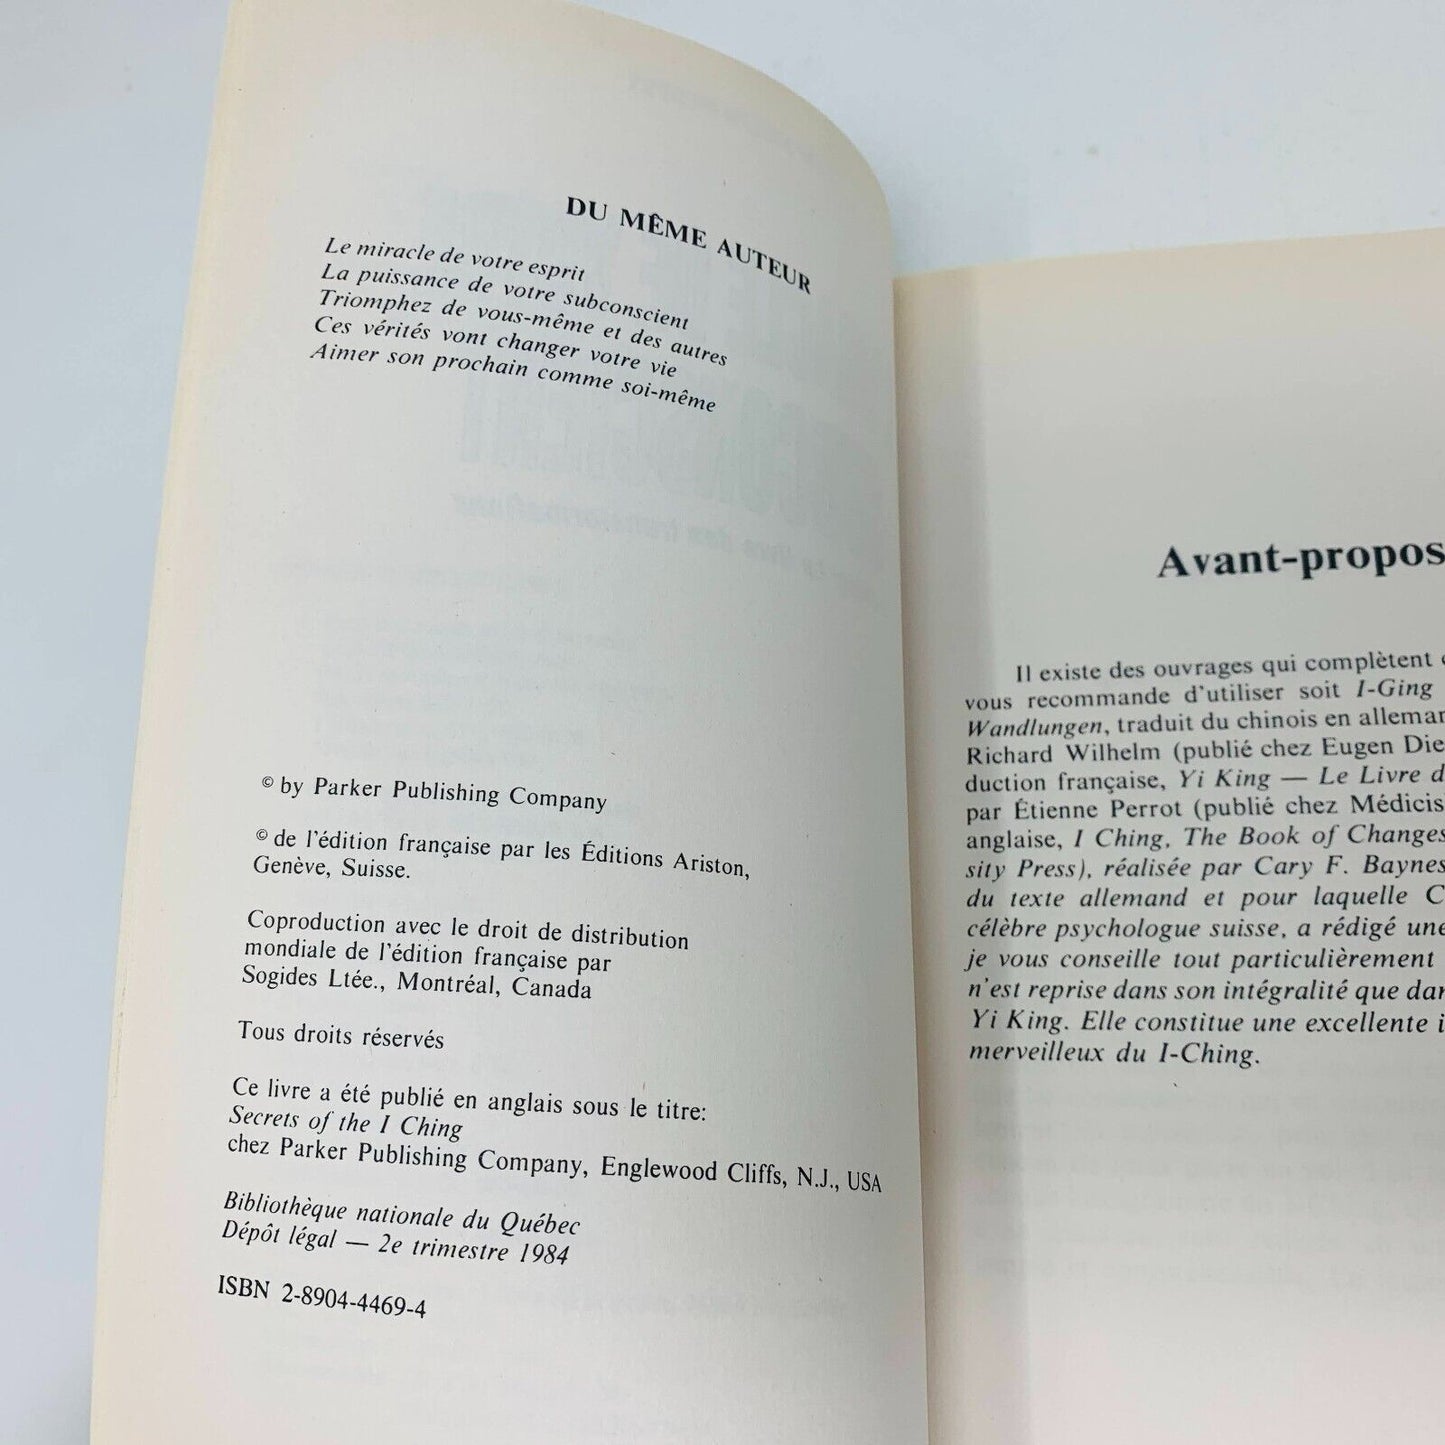 DU MÊME AUTEUR
Le miracle de votre esprit
La puissance de votre subconscient
Triomphez de vous-même et des autres
Ces vérités vont changer votre vie
Aimer son prochain comme soi-même
© by Parker Publishing Company
© de l'édition française par les Éditions Ariston,
Genève, Suisse.
Coproduction avec le droit de distribution
mondiale de l'édition française par
Sogides Ltée., Montréal, Canada
Tous droits réservés
Ce livre a été publié en anglais sous le titre:
Secrets of the I Ching
chez Parker Publishing Company, Englewood Cliffs, N.J., USA
Bibliothèque nationale du Québec
Dépôt légal — 2e trimestre 1984
ISBN 2-8904-4469-4
Avant-propos
Il existe des ouvrages qui complètent
vous recommande d'utiliser soit I-Ging
Wandlungen, traduit du chinois en alleman
Richard Wilhelm (publié chez Eugen Die
duction française, Yi King — Le Livre d
par Étienne Perrot (publié chez Médicis
anglaise, I Ching, The Book of Changes
sity Press), réalisée par Cary F. Baynes
du texte allemand et pour laquelle C
célèbre psychologue suisse, a rédigé une
je vous conseille tout particulièrement
n'est reprise dans son intégralité que dan
Yi King. Elle constitue une excellente i
merveilleux du I-Ching.